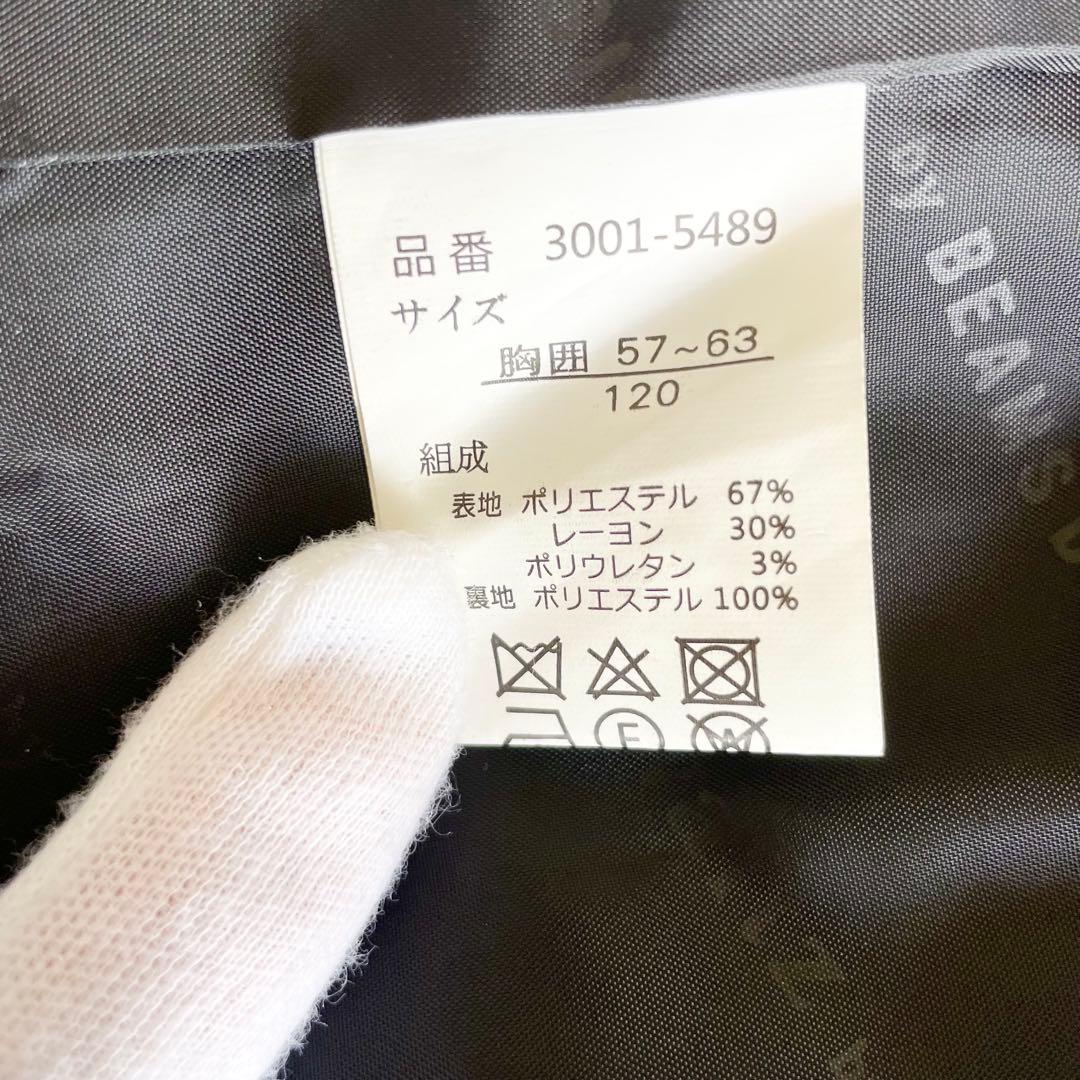 品番 3001-5489
サイズ
胸囲 57~63
120
組成
表地 ポリエステル 67%
レーヨン 30%
ポリウレタン 3%
裏地 ポリエステル 100%
F
W
by BEAMS